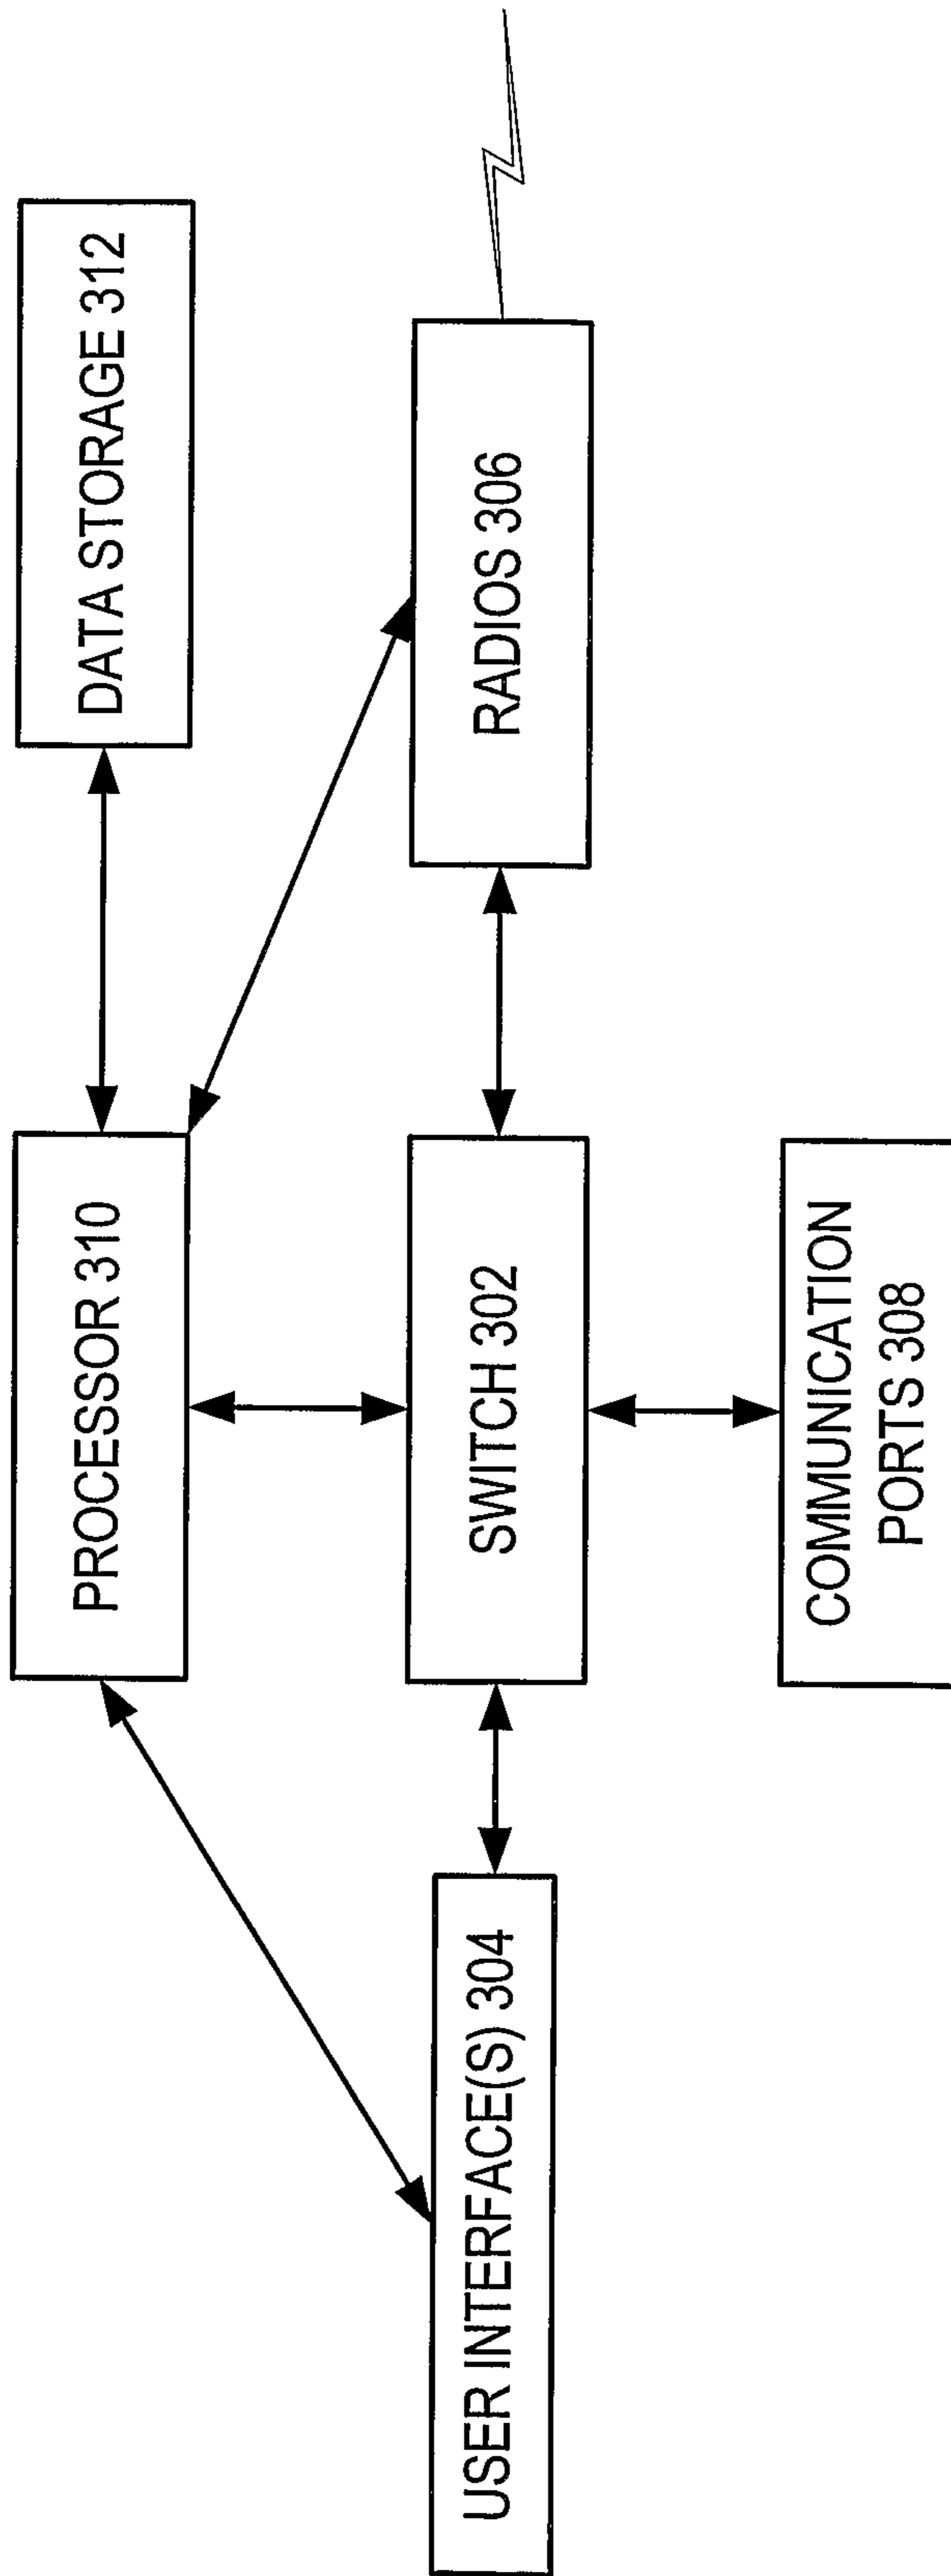 PROCESSOR 310
DATA STORAGE 312
USER INTERFACE(S) 304
SWITCH 302
RADIOS 306
COMMUNICATION
PORTS 308